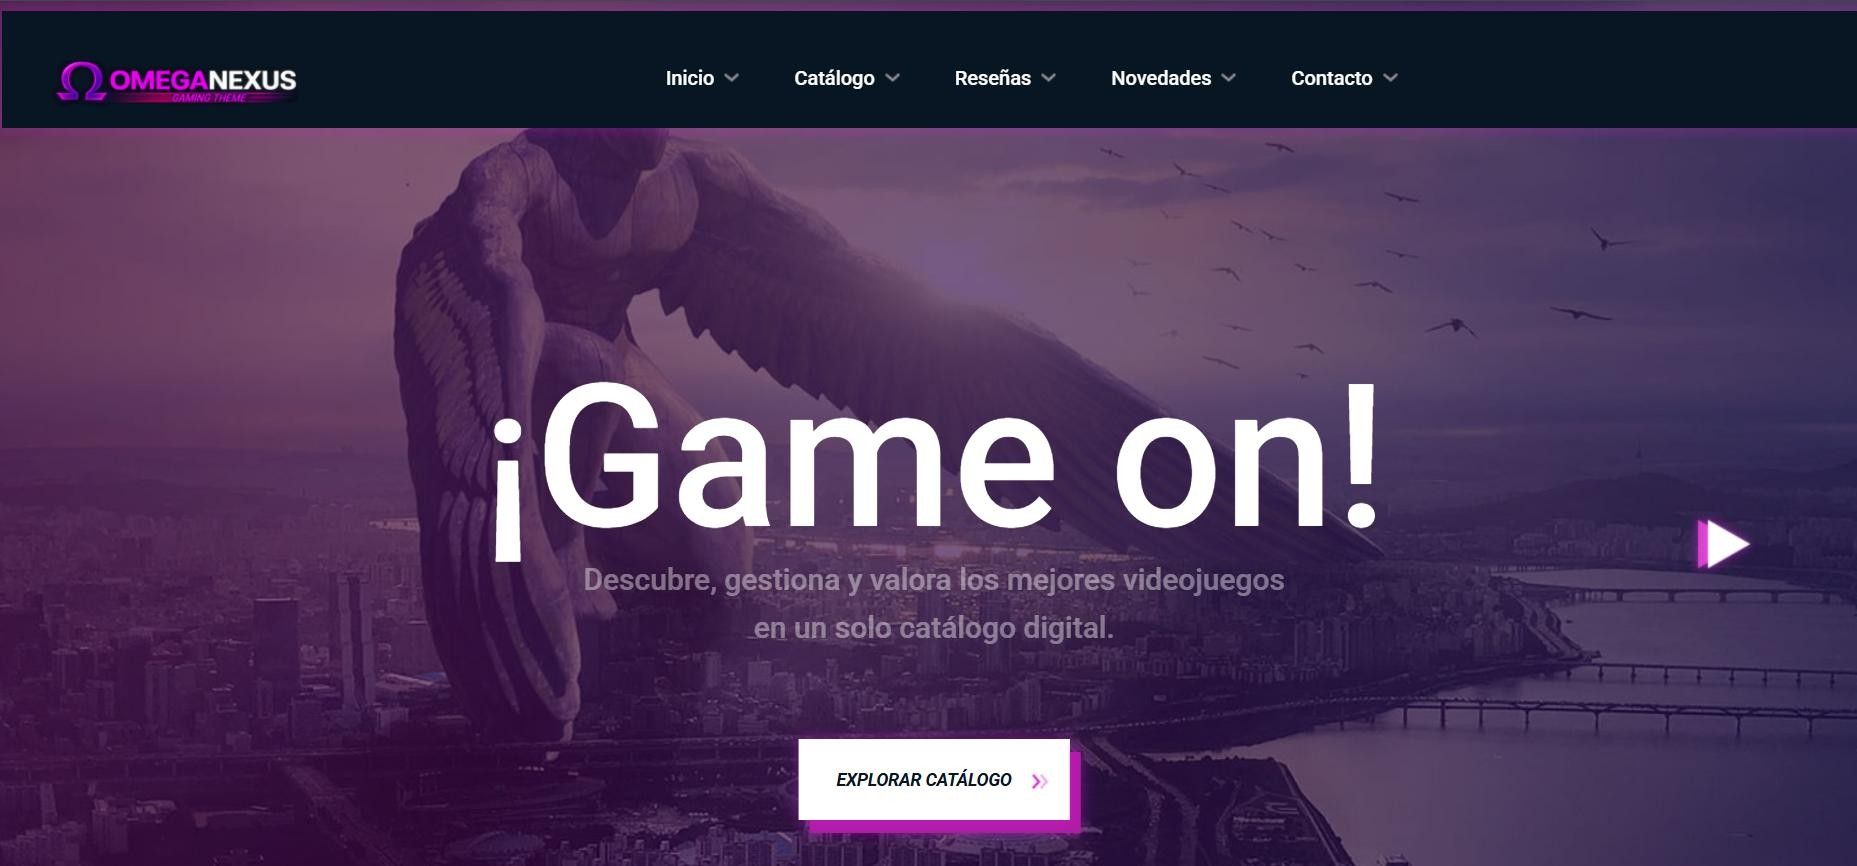 OMEGANEXUS
GAMING THEME
Inicio
Catálogo
Reseñas
Novedades
Contacto
¡Game on!
Descubre, gestiona y valora los mejores videojuegos
en un solo catálogo digital.
EXPLORAR CATÁLOGO